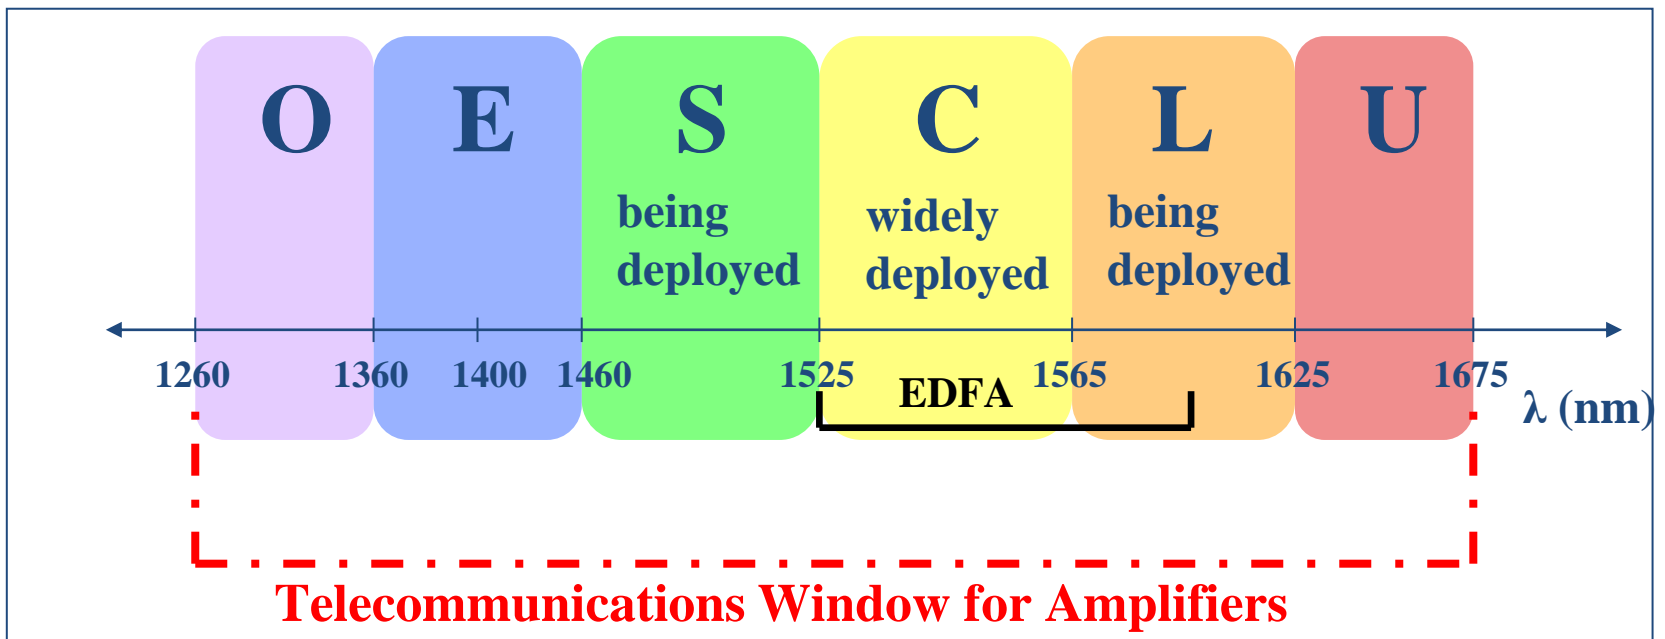 O E S C L U
being widely being
deployed deployed deployed
1260 1360 1400 1460 1525 1565 1625 1675
EDFA
λ (nm)
Telecommunications Window for Amplifiers